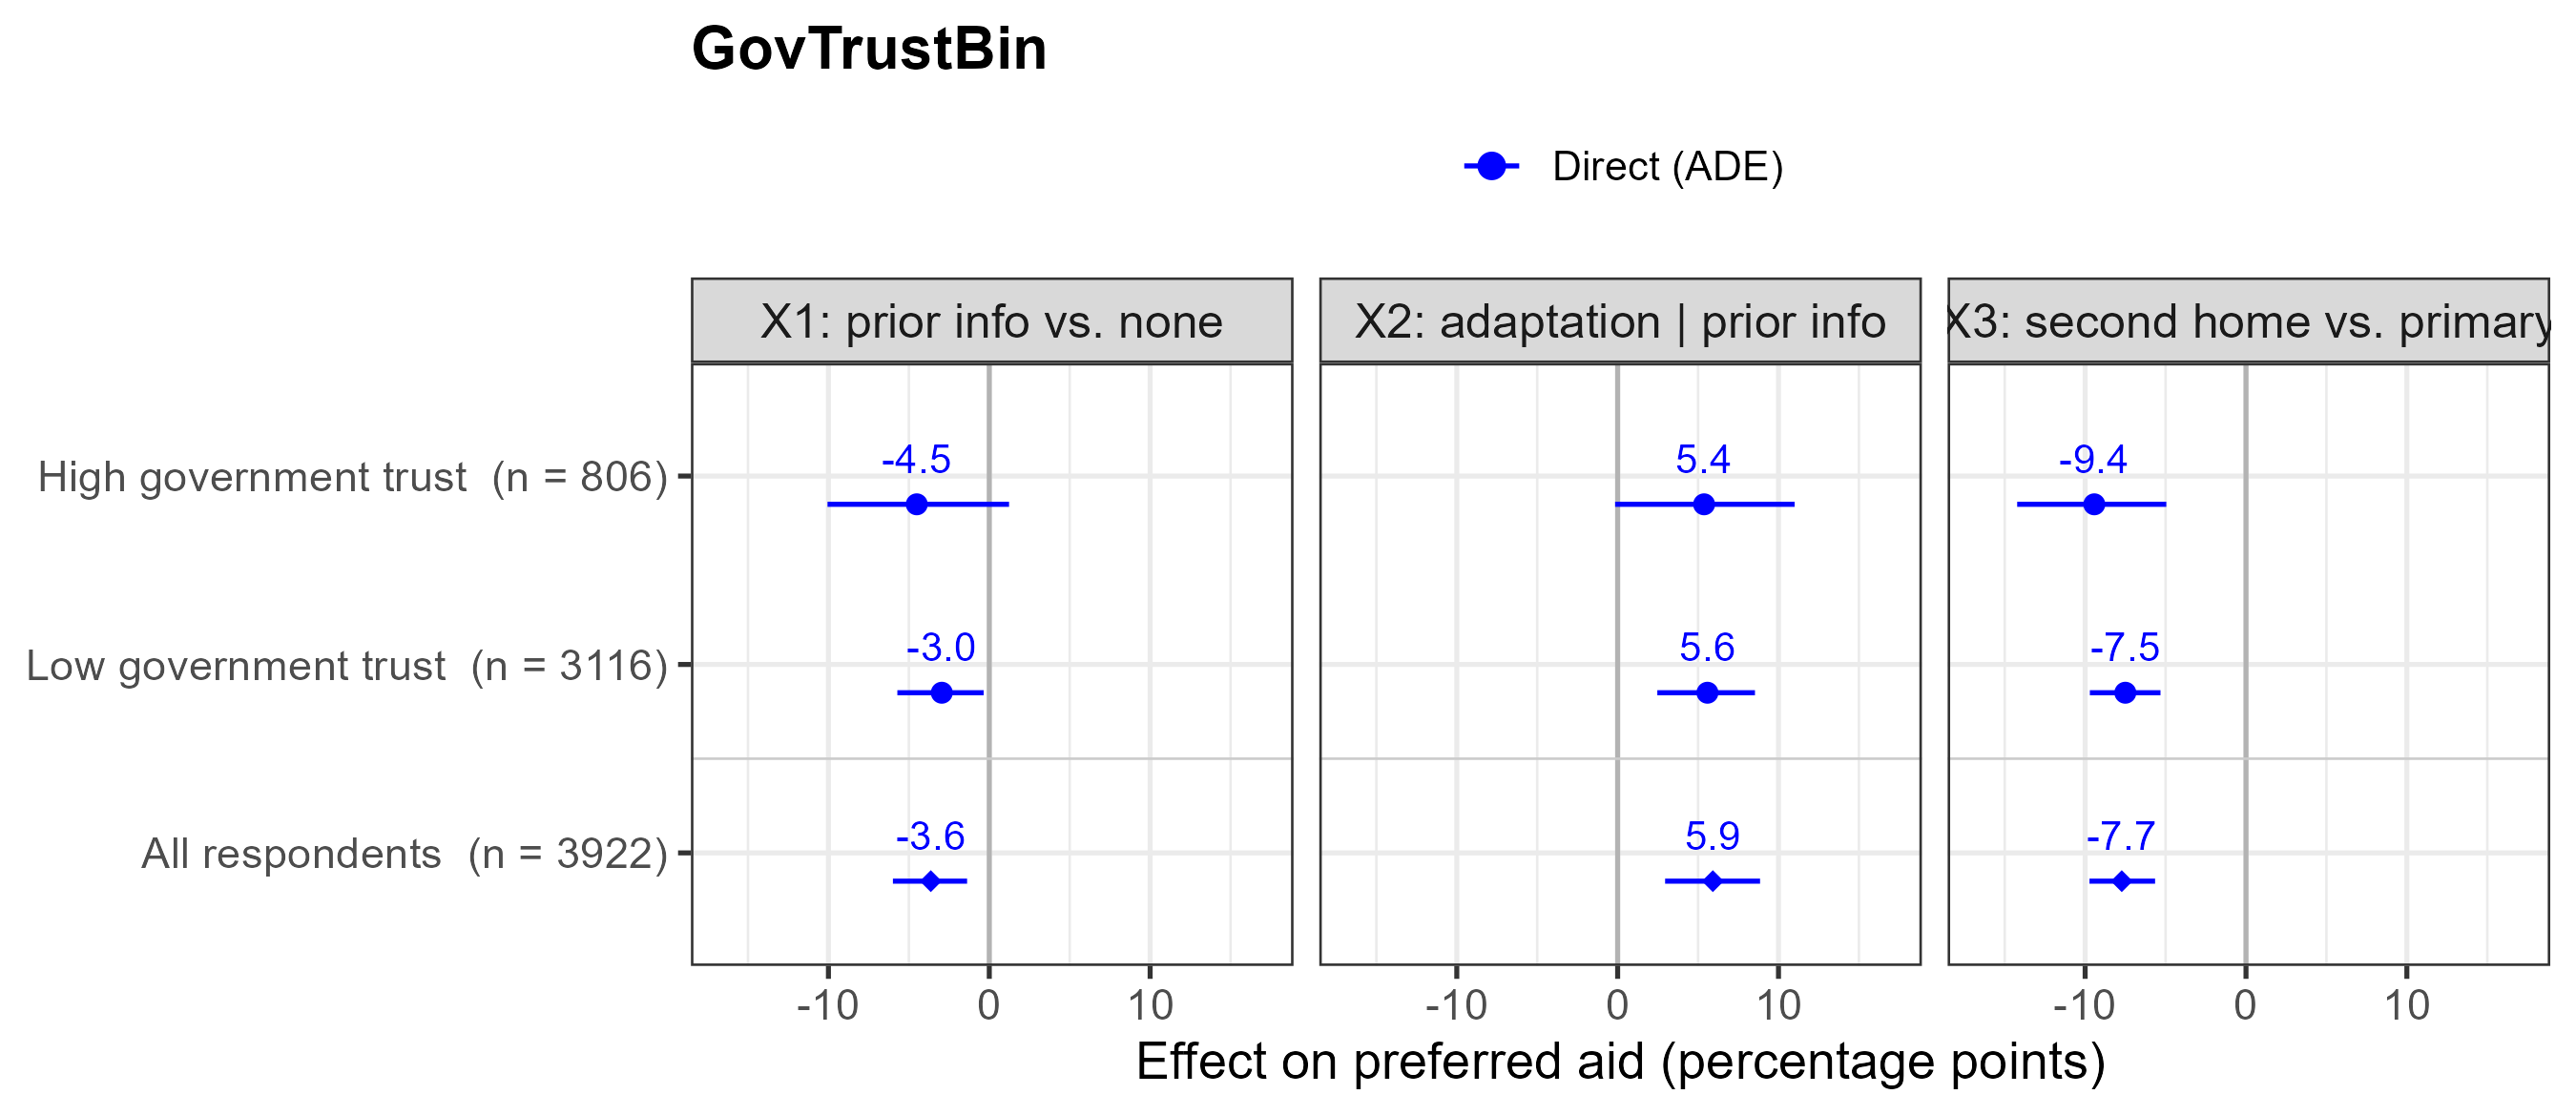 GovTrustBin
Direct (ADE)
X1: prior info vs. none
X2: adaptation | prior info
X3: second home vs. primary
High government trust (n = 806)
-4.5
5.4
-9.4
Low government trust (n = 3116)
-3.0
5.6
-7.5
All respondents (n = 3922)
-3.6
5.9
-7.7
-10 0 10
-10 0 10
-10 0 10
Effect on preferred aid (percentage points)